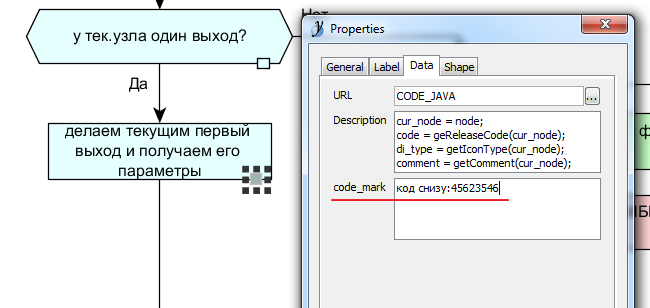 Нет
у тек.узла один выход?
Да
делаем текущим первый
выход и получаем его
параметры
Properties
General Label Data Shape
URL CODE_JAVA ...
Description cur_node = node;
code = geReleaseCode(cur_node);
di_type = getIconType(cur_node);
comment = getComment(cur_node);
code_mark код снизу:45623546
ф